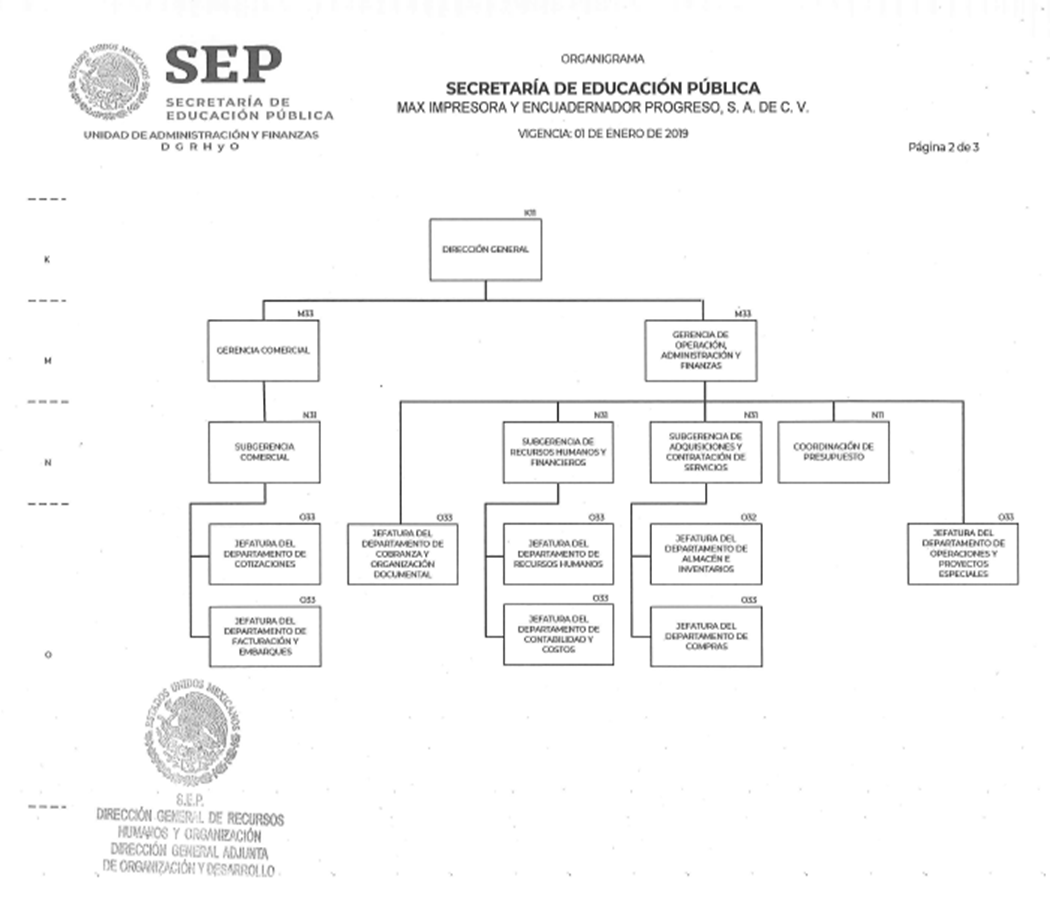 ESTADOS UNIDOS MEXICANOS
SEP
SECRETARÍA DE
EDUCACIÓN PÚBLICA
UNIDAD DE ADMINISTRACIÓN Y FINANZAS
D G R H y O
ORGANIGRAMA
SECRETARÍA DE EDUCACIÓN PÚBLICA
MAX IMPRESORA Y ENCUADERNADOR PROGRESO, S. A. DE C. V.
VIGENCIA: 01 DE ENERO DE 2019
Página 2 de 3
K
DIRECCIÓN GENERAL
M
M33
GERENCIA COMERCIAL
M33
GERENCIA DE
OPERACIÓN,
ADMINISTRACIÓN Y
FINANZAS
N
N31
SUBGERENCIA
COMERCIAL
SUBGERENCIA DE
RECURSOS HUMANOS Y
FINANCIEROS
N31
SUBGERENCIA DE
ADQUISICIONES Y
CONTRATACIÓN DE
SERVICIOS
N11
COORDINACIÓN DE
PRESUPUESTO
O33
JEFATURA DEL
DEPARTAMENTO DE
COTIZACIONES
O33
JEFATURA DEL
DEPARTAMENTO DE
COBRANZA Y
ORGANIZACIÓN
DOCUMENTAL
O33
JEFATURA DEL
DEPARTAMENTO DE
RECURSOS HUMANOS
O32
JEFATURA DEL
DEPARTAMENTO DE
ALMACÉN E
INVENTARIOS
O33
JEFATURA DEL
DEPARTAMENTO DE
OPERACIONES Y
PROYECTOS
ESPECIALES
O
O33
JEFATURA DEL
DEPARTAMENTO DE
FACTURACIÓN Y
EMBARQUES
O33
JEFATURA DEL
DEPARTAMENTO DE
CONTABILIDAD Y
COSTOS
O33
JEFATURA DEL
DEPARTAMENTO DE
COMPRAS
ESTADOS UNIDOS MEXICANOS
S.E.P.
DIRECCIÓN GENERAL DE RECURSOS
HUMANOS Y ORGANIZACIÓN
DIRECCIÓN GENERAL ADJUNTA
DE ORGANIZACIÓN Y DESARROLLO